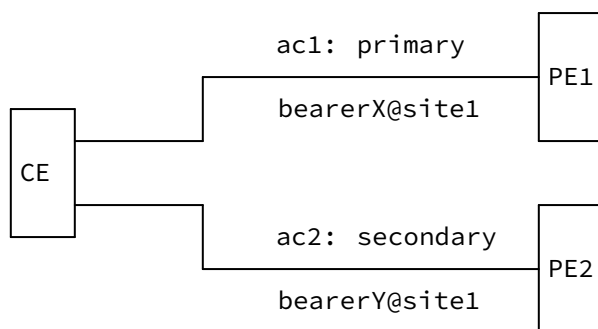 ac1: primary
PE1
bearerX@site1
CE
ac2: secondary
PE2
bearerY@site1